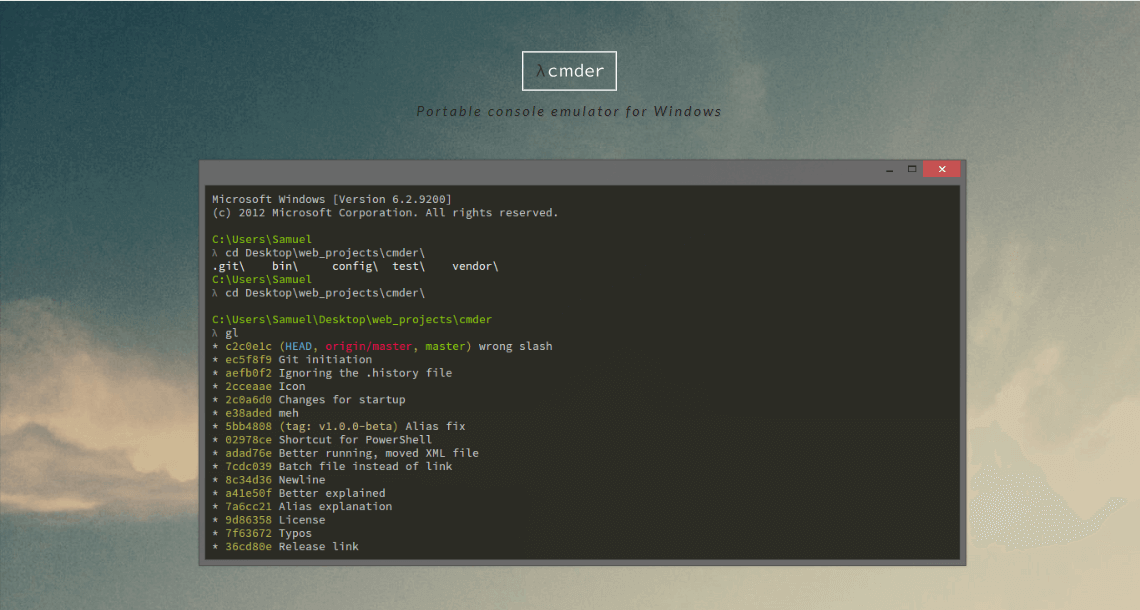 λcmder
Portable console emulator for Windows
Microsoft Windows [Version 6.2.9200]
(c) 2012 Microsoft Corporation. All rights reserved.
C:\Users\Samuel
λ cd Desktop\web_projects\cmder\
.git\ bin\ config\ test\ vendor\
C:\Users\Samuel
λ cd Desktop\web_projects\cmder\
C:\Users\Samuel\Desktop\web_projects\cmder
λ gl
* c2c0e1c (HEAD, origin/master, master) wrong slash
* ec5f8f9 Git initiation
* aefb0f2 Ignoring the .history file
* 2cceaae Icon
* 2c0a6d0 Changes for startup
* e38aded meh
* 5bb4808 (tag: v1.0.0-beta) Alias fix
* 02978ce Shortcut for PowerShell
* adad76e Better running, moved XML file
* 7cdc039 Batch file instead of link
* 8c34d36 Newline
* a41e50f Better explained
* 7a6cc21 Alias explanation
* 9d86358 License
* 7f63672 Typos
* 36cd80e Release link